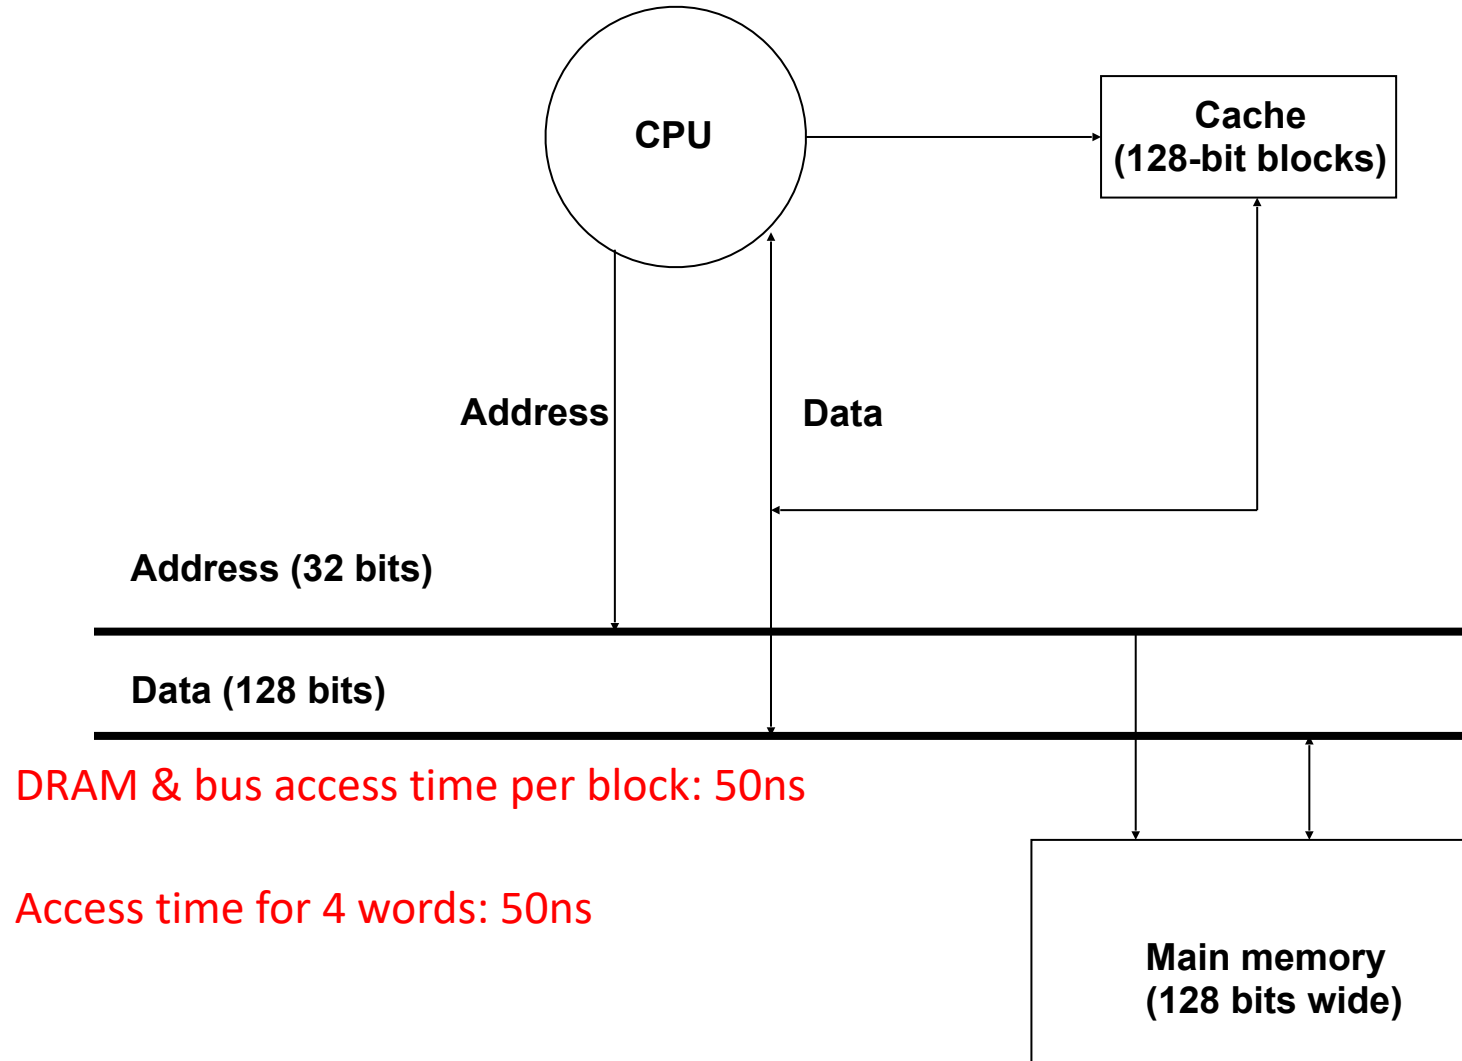 CPU
Cache
(128-bit blocks)
Address
Data
Address (32 bits)
Data (128 bits)
DRAM & bus access time per block: 50ns
Access time for 4 words: 50ns
Main memory
(128 bits wide)